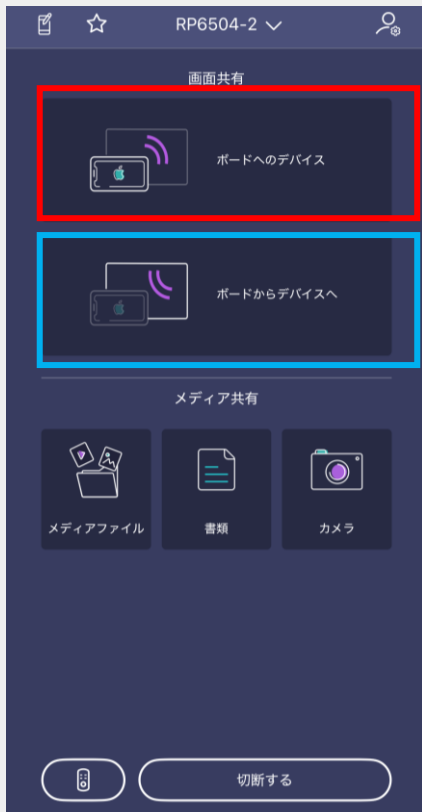 RP6504-2
画面共有
ボードへのデバイス
ボードからデバイスへ
メディア共有
メディアファイル
書類
カメラ
切断する